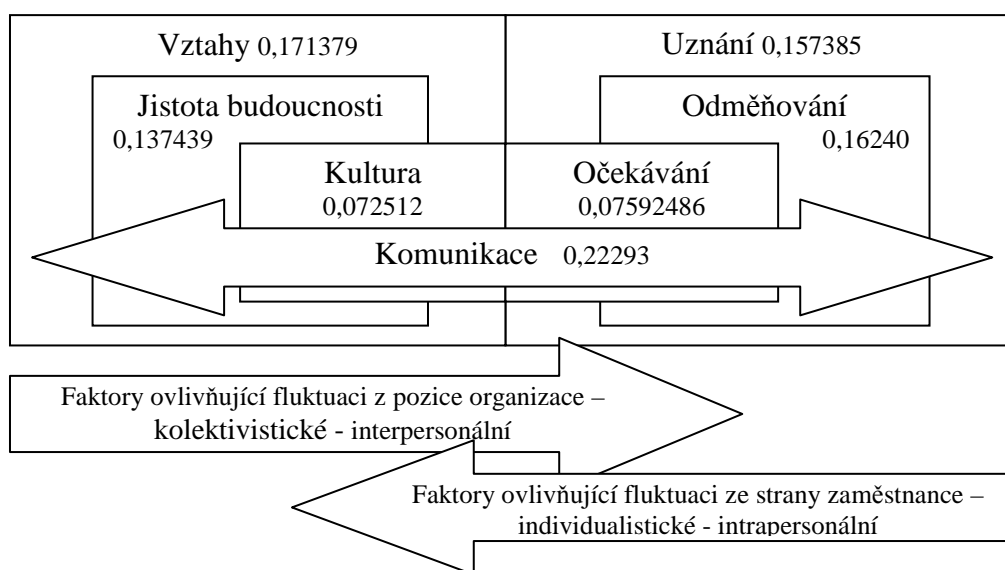 Vztahy 0,171379
Uznání 0,157385
Jistota budoucnosti
0,137439
Odměňování
0,16240
Kultura
0,072512
Očekávání
0,07592486
Komunikace 0,22293
Faktory ovlivňující fluktuaci z pozice organizace –
kolektivistické - interpersonální
Faktory ovlivňující fluktuaci ze strany zaměstnance –
individualistické - intrapersonální